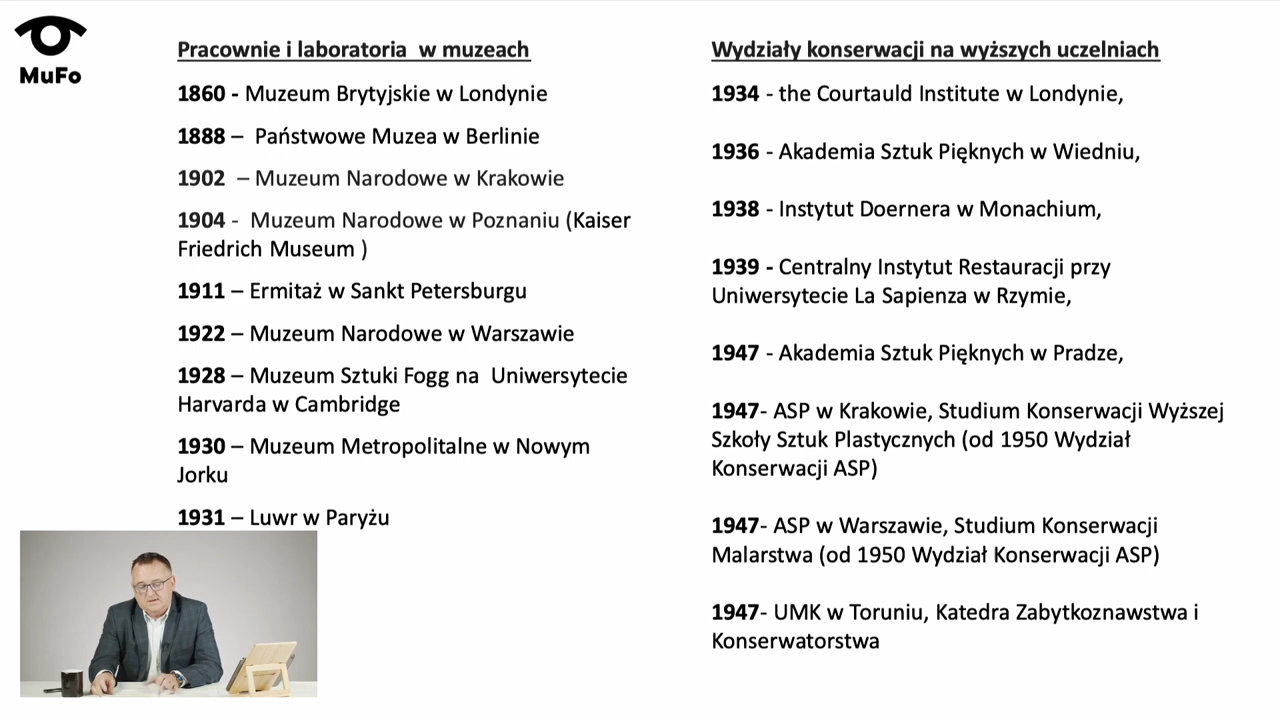 MuFo
Pracownie i laboratoria w muzeach
1860 - Muzeum Brytyjskie w Londynie
1888 – Państwowe Muzea w Berlinie
1902 – Muzeum Narodowe w Krakowie
1904 - Muzeum Narodowe w Poznaniu (Kaiser
Friedrich Museum )
1911 – Ermitaż w Sankt Petersburgu
1922 – Muzeum Narodowe w Warszawie
1928 – Muzeum Sztuki Fogg na Uniwersytecie
Harvarda w Cambridge
1930 – Muzeum Metropolitalne w Nowym
Jorku
1931 – Luwr w Paryżu
Wydziały konserwacji na wyższych uczelniach
1934 - the Courtauld Institute w Londynie,
1936 - Akademia Sztuk Pięknych w Wiedniu,
1938 - Instytut Doernera w Monachium,
1939 - Centralny Instytut Restauracji przy
Uniwersytecie La Sapienza w Rzymie,
1947 - Akademia Sztuk Pięknych w Pradze,
1947- ASP w Krakowie, Studium Konserwacji Wyższej
Szkoły Sztuk Plastycznych (od 1950 Wydział
Konserwacji ASP)
1947- ASP w Warszawie, Studium Konserwacji
Malarstwa (od 1950 Wydział Konserwacji ASP)
1947- UMK w Toruniu, Katedra Zabytkoznawstwa i
Konserwatorstwa